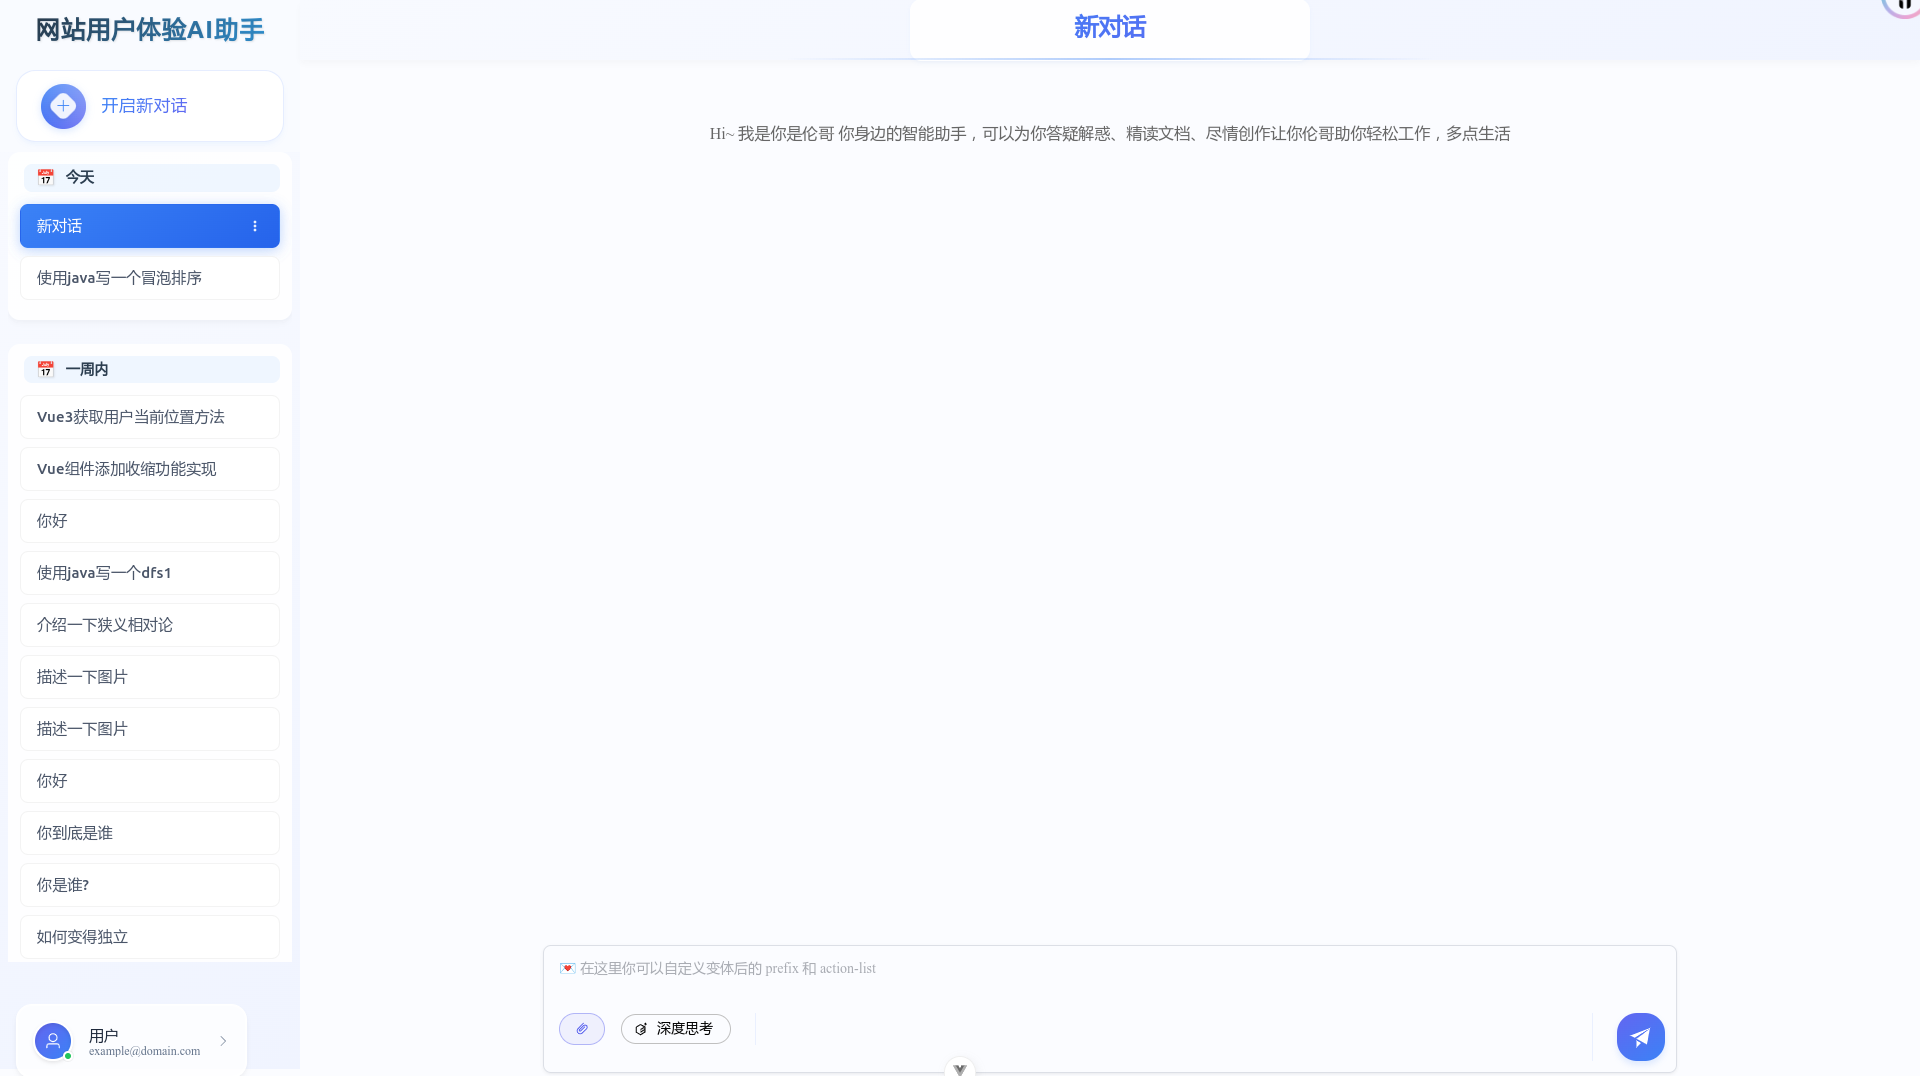 网站用户体验AI助手
开启新对话
今天
新对话
使用java写一个冒泡排序
一周内
Vue3获取用户当前位置方法
Vue组件添加收缩功能实现
你好
使用java写一个dfs1
介绍一下狭义相对论
描述一下图片
描述一下图片
你好
你到底是谁
你是谁?
如何变得独立
用户
example@domain.com
新对话
Hi~ 我是你是伦哥 你身边的智能助手，可以为你答疑解惑、精读文档、尽情创作让你伦哥助你轻松工作，多点生活
💌 在这里你可以自定义变体后的 prefix 和 action-list
深度思考